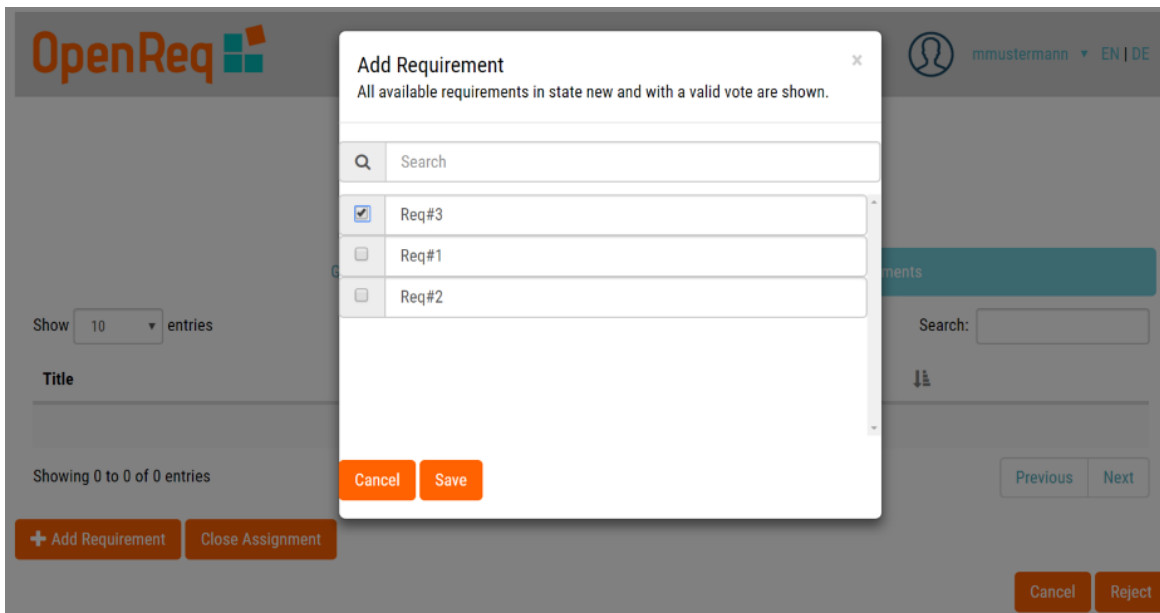 OpenReq
mmustermann EN | DE
Add Requirement
×
All available requirements in state new and with a valid vote are shown.
Search
Req#3
Req#1
Req#2
ments
Show 10 entries
Search:
Title
Showing 0 to 0 of 0 entries
Previous Next
Cancel Save
+ Add Requirement Close Assignment
Cancel Reject